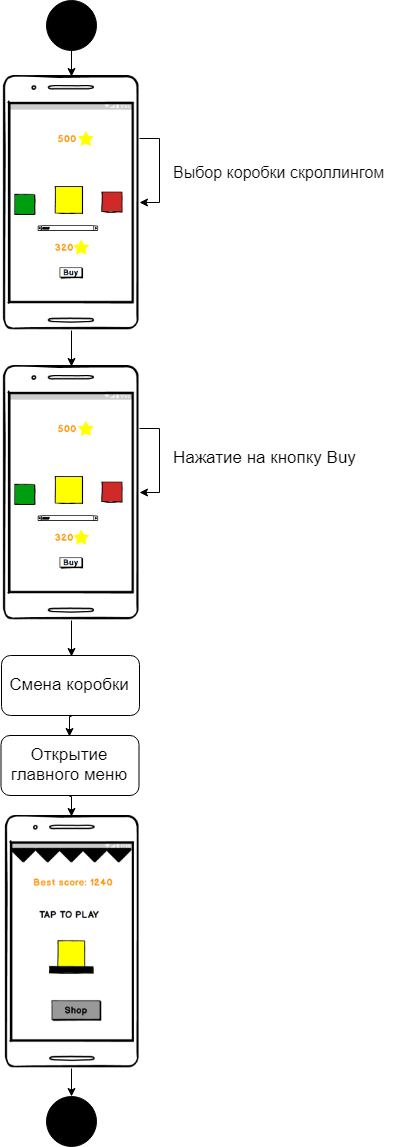 500
Выбор коробки скроллингом
320
Buy
500
Нажатие на кнопку Buy
320
Buy
Смена коробки
Открытие
главного меню
Best score: 1240
TAP TO PLAY
Shop